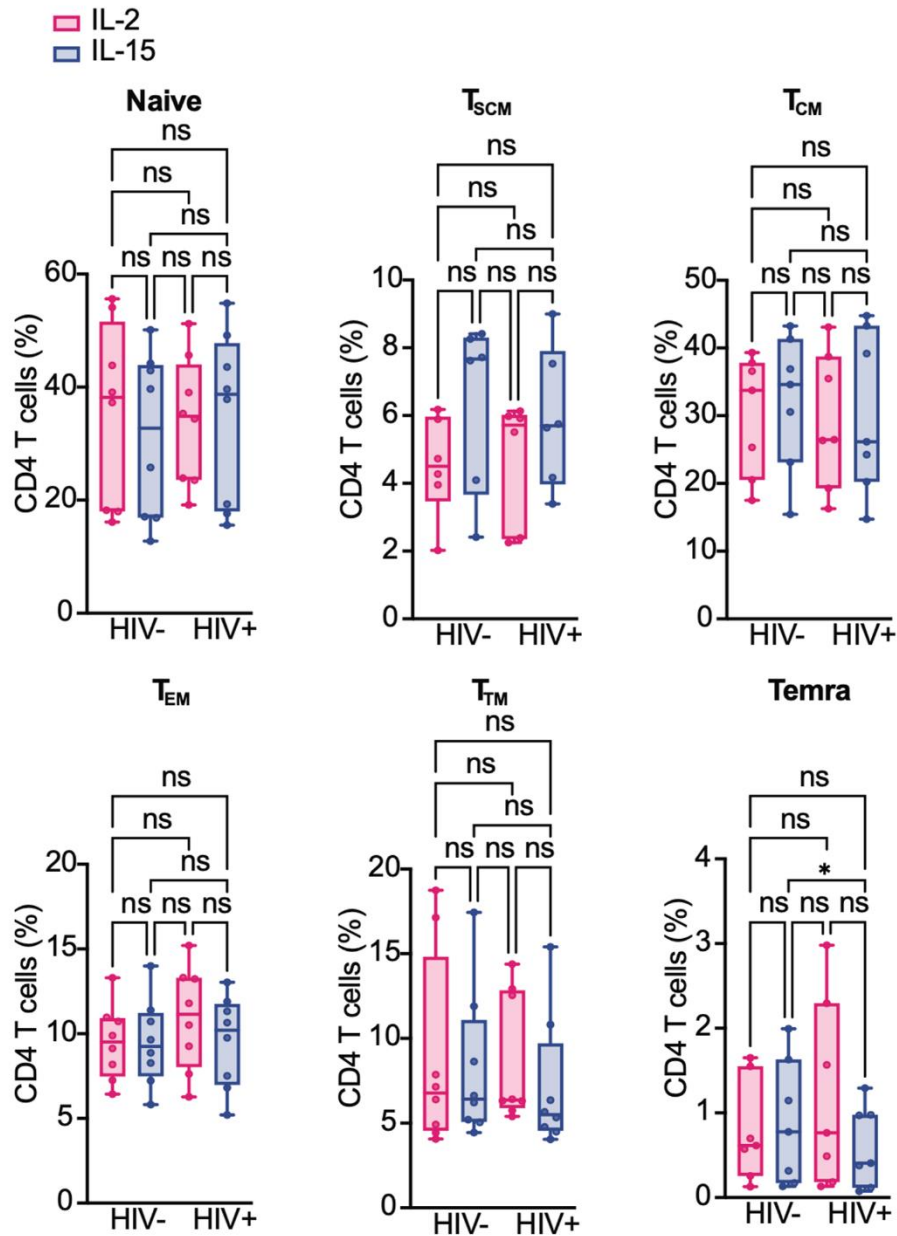 IL-2
IL-15
Naive
ns
ns
ns
ns ns ns
60
40
20
0
CD4 T cells (%)
HIV- HIV+
TSCM
ns
ns
ns
ns ns ns
10
8
6
4
2
0
CD4 T cells (%)
HIV- HIV+
TCM
ns
ns
ns
ns ns ns
50
40
30
20
10
0
CD4 T cells (%)
HIV- HIV+
TEM
ns
ns
ns
ns ns ns
20
15
10
5
0
CD4 T cells (%)
HIV- HIV+
TTM
ns
ns
ns
ns ns ns
20
15
10
5
0
CD4 T cells (%)
HIV- HIV+
Temra
ns
ns
*
ns ns ns
4
3
2
1
0
CD4 T cells (%)
HIV- HIV+